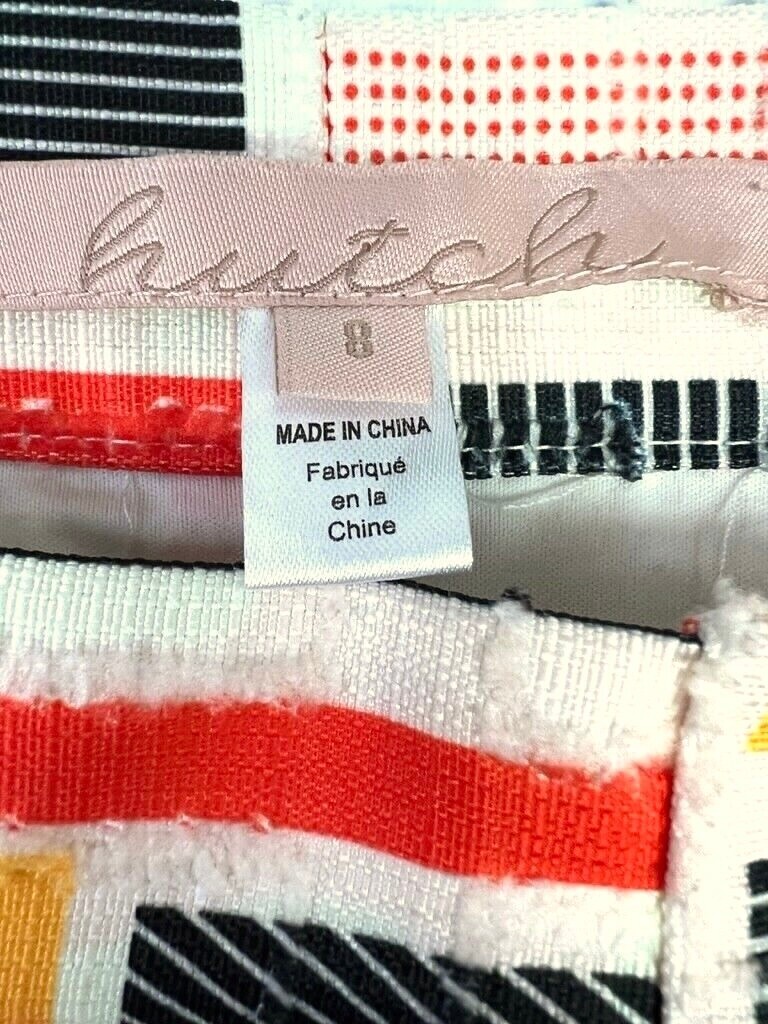 hutch
8
MADE IN CHINA
Fabriqué
en la
Chine